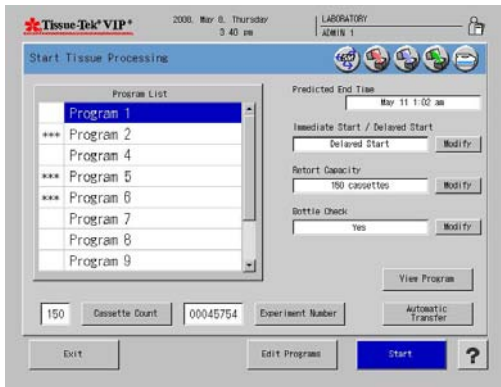 Tissue-Tek® VIP®
2008. May 8. Thursday
3 40 pm
LABORATORY
ADMIN 1
Start Tissue Processing
Program List
Program 1
*** Program 2
Program 4
*** Program 5
*** Program 6
Program 7
Program 8
Program 9
Predicted End Time
May 11 1:02 am
Immediate Start / Delayed Start
Delayed Start
Modify
Retort Capacity
150 cassettes
Modify
Bottle Check
Yes
Modify
View Program
150
Cassette Count
00045754
Experiment Number
Automatic
Transfer
Exit
Edit Programs
Start
?